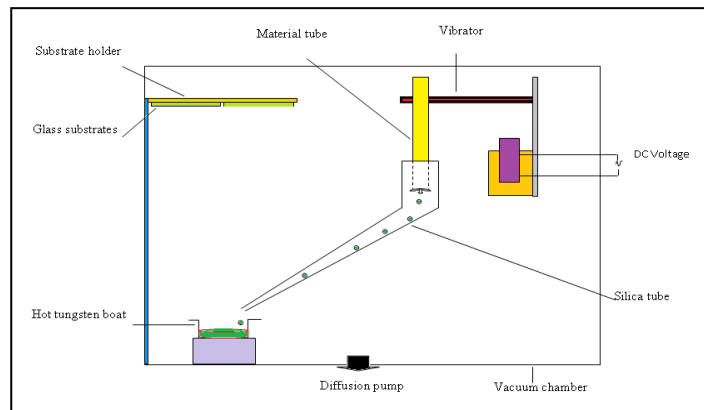 Vibrator
Material tube
Substrate holder
Glass substrates
DC Voltage
V
Silica tube
Hot tungsten boat
Diffusion pump
Vacuum chamber